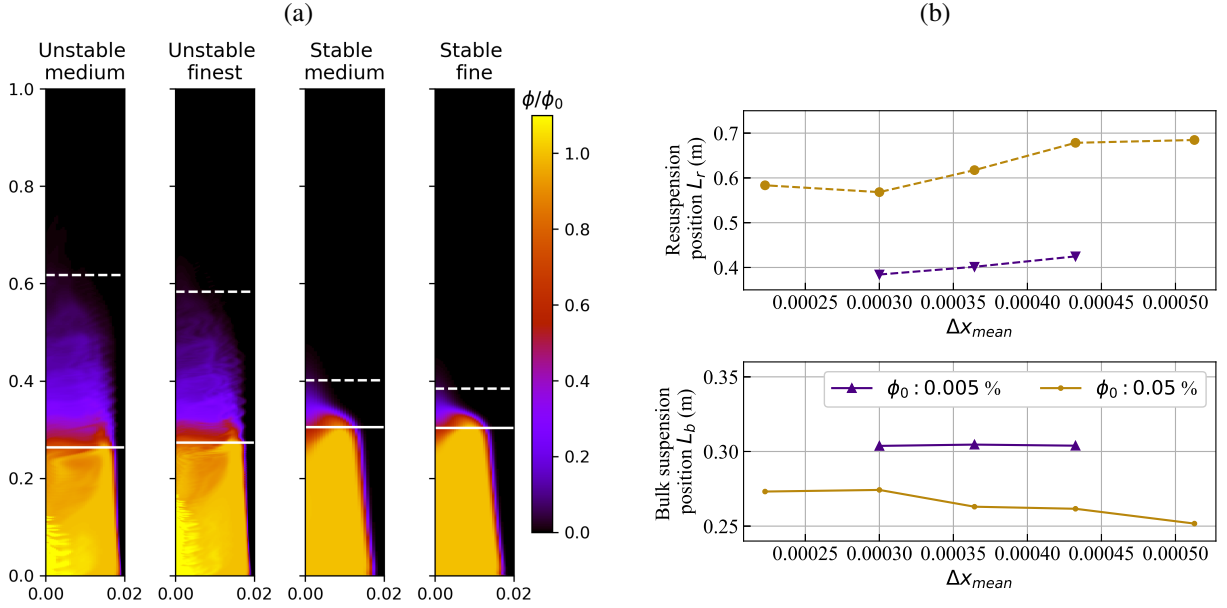 (a)
Unstable
medium
Unstable
finest
Stable
medium
Stable
fine
ϕ/ϕ0
1.0
0.8
0.6
0.4
0.2
0.0
0.00 0.02
0.00 0.02
0.00 0.02
0.00 0.02
1.0
0.8
0.6
0.4
0.2
0.0
(b)
Resuspension
position Lr (m)
0.7
0.6
0.5
0.4
0.00025 0.00030 0.00035 0.00040 0.00045 0.00050
Δxmean
Bulk suspension
position Lb (m)
0.35
0.30
0.25
ϕ0 : 0.005 % ϕ0 : 0.05 %
0.00025 0.00030 0.00035 0.00040 0.00045 0.00050
Δxmean